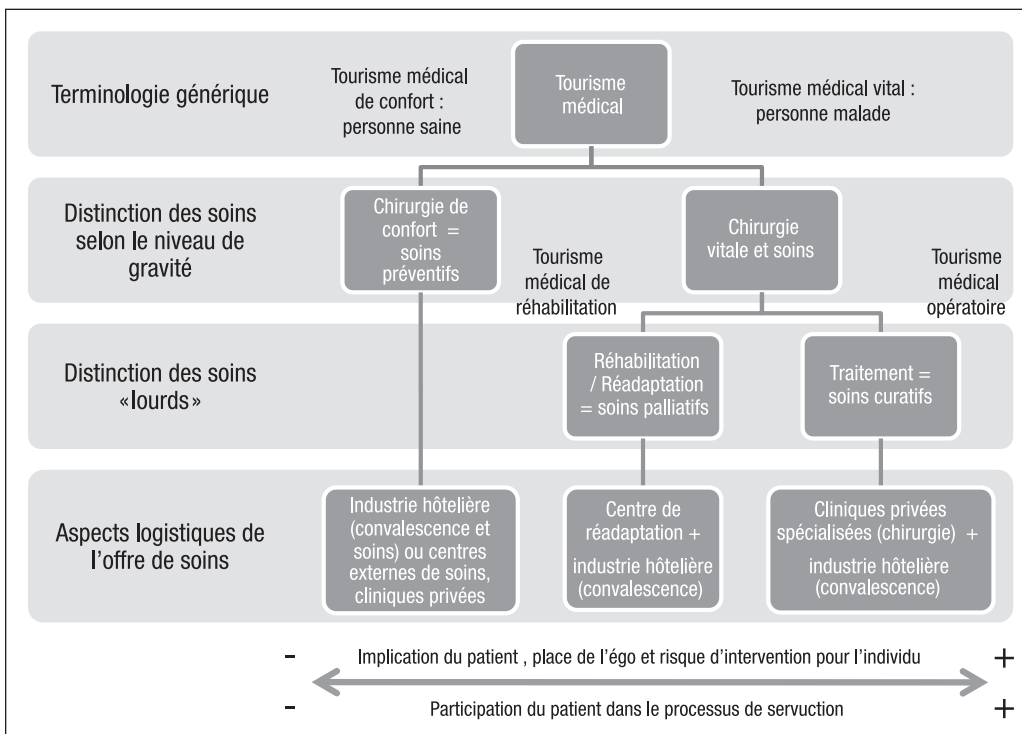 Terminologie générique
Tourisme médical
de confort :
personne saine
Tourisme
médical
Tourisme médical vital :
personne malade
Distinction des soins
selon le niveau de
gravité
Chirurgie de
confort =
soins
préventifs
Tourisme
médical de
réhabilitation
Chirurgie
vitale et soins
Tourisme
médical
opératoire
Distinction des soins
«lourds»
Réhabilitation
/ Réadaptation
= soins palliatifs
Traitement =
soins curatifs
Aspects logistiques de
l'offre de soins
Industrie hôtelière
(convalescence et
soins) ou centres
externes de soins,
cliniques privées
Centre de
réadaptation +
industrie hôtelière
(convalescence)
Cliniques privées
spécialisées (chirurgie) +
industrie hôtelière
(convalescence)
- Implication du patient , place de l'égo et risque d'intervention pour l'individu +
- Participation du patient dans le processus de servuction +